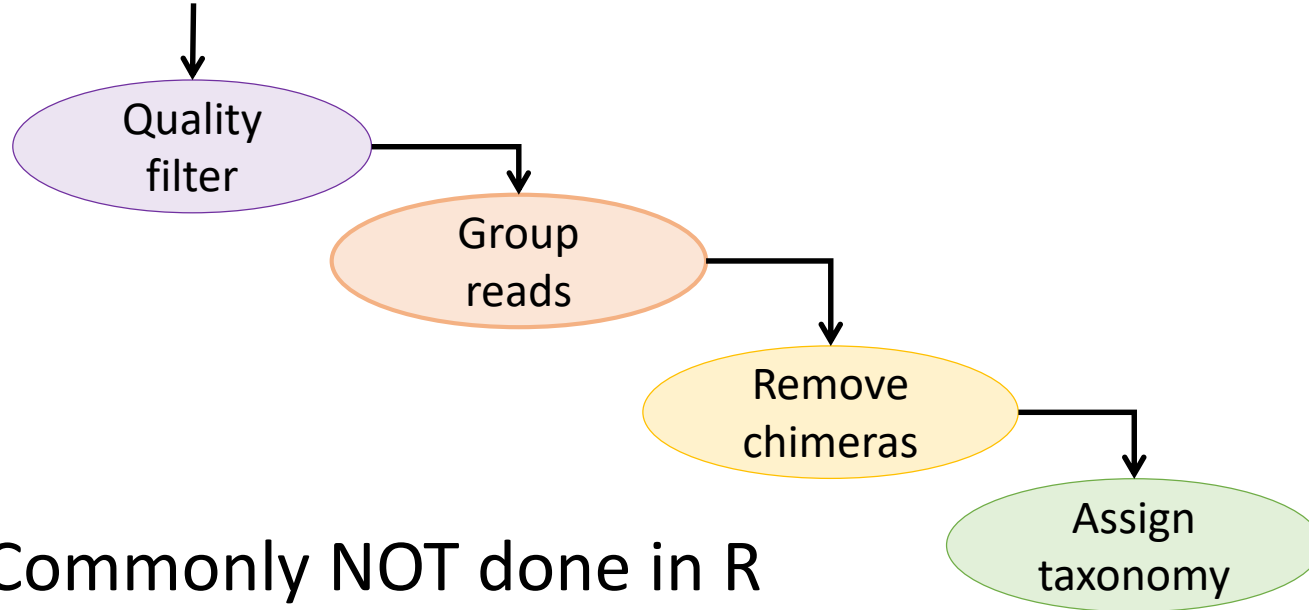 Quality
filter
Group
reads
Remove
chimeras
Assign
taxonomy
Commonly NOT done in R